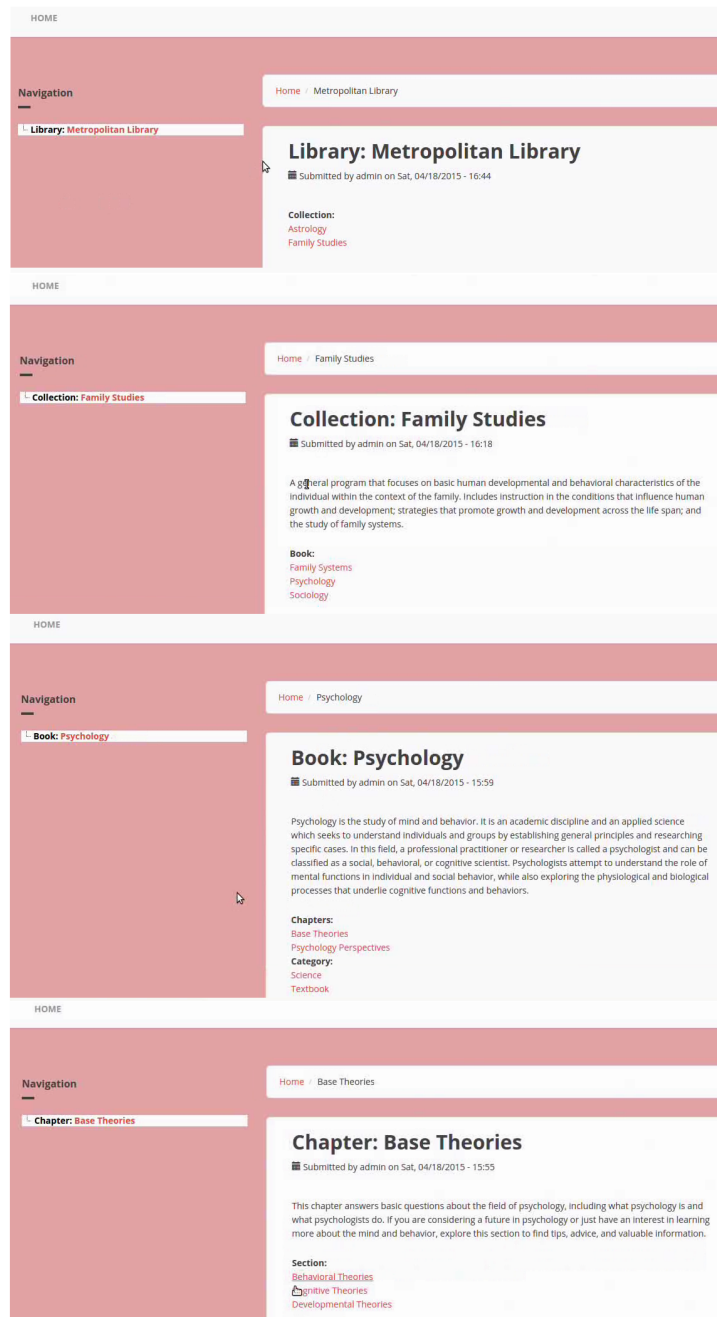 HOME
Navigation
Library: Metropolitan Library
Home / Metropolitan Library
Library: Metropolitan Library
Submitted by admin on Sat, 04/18/2015 - 16:44
Collection:
Astrology
Family Studies
HOME
Navigation
Collection: Family Studies
Home / Family Studies
Collection: Family Studies
Submitted by admin on Sat, 04/18/2015 - 16:18
A general program that focuses on basic human developmental and behavioral characteristics of the
individual within the context of the family. Includes instruction in the conditions that influence human
growth and development; strategies that promote growth and development across the life span; and
the study of family systems.
Book:
Family Systems
Psychology
Sociology
HOME
Navigation
Book: Psychology
Home / Psychology
Book: Psychology
Submitted by admin on Sat, 04/18/2015 - 15:59
Psychology is the study of mind and behavior. It is an academic discipline and an applied science
which seeks to understand individuals and groups by establishing general principles and researching
specific cases. In this field, a professional practitioner or researcher is called a psychologist and can be
classified as a social, behavioral, or cognitive scientist. Psychologists attempt to understand the role of
mental functions in individual and social behavior, while also exploring the physiological and biological
processes that underlie cognitive functions and behaviors.
Chapters:
Base Theories
Psychology Perspectives
Category:
Science
Textbook
HOME
Navigation
Chapter: Base Theories
Home / Base Theories
Chapter: Base Theories
Submitted by admin on Sat, 04/18/2015 - 15:55
This chapter answers basic questions about the field of psychology, including what psychology is and
what psychologists do. If you are considering a future in psychology or just have an interest in learning
more about the mind and behavior, explore this section to find tips, advice, and valuable information.
Section:
Behavioral Theories
Cognitive Theories
Developmental Theories